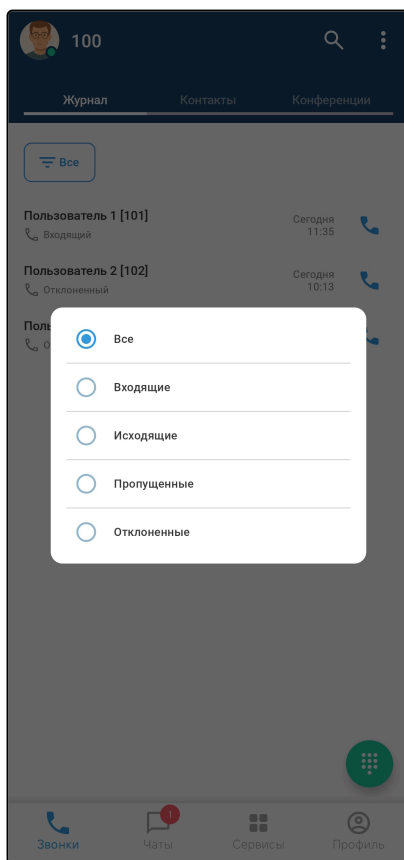 100
Журнал Контакты Конференции
Все
Пользователь 1 [101]
Сегодня
Входящий
11:35
Пользователь 2 [102]
Сегодня
Отклоненный
10:13
Все
Входящие
Исходящие
Пропущенные
Отклоненные
1
Звонки Чаты Сервисы Профиль